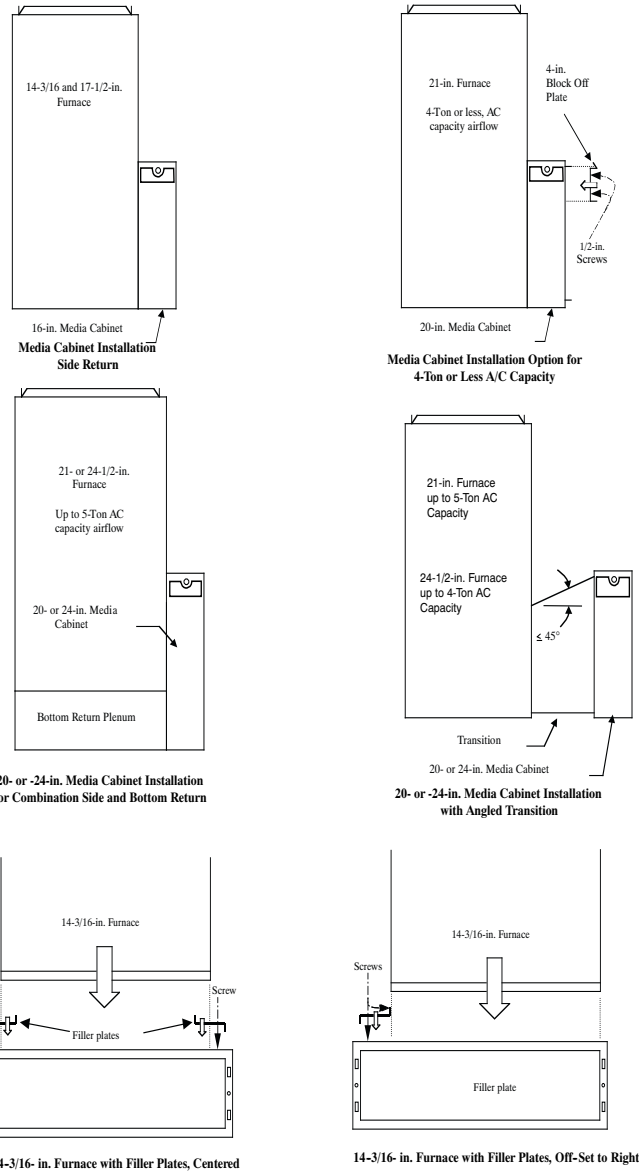 14-3/16 and 17-1/2-in.
Furnace
16-in. Media Cabinet
Media Cabinet Installation
Side Return
21-in. Furnace
4-Ton or less, AC
capacity airflow
4-in.
Block Off
Plate
1/2-in.
Screws
20-in. Media Cabinet
Media Cabinet Installation Option for
4-Ton or Less A/C Capacity
21- or 24-1/2-in.
Furnace
Up to 5-Ton AC
capacity airflow
20- or 24-in. Media
Cabinet
Bottom Return Plenum
20- or -24-in. Media Cabinet Installation
or Combination Side and Bottom Return
21-in. Furnace
up to 5-Ton AC
Capacity
24-1/2-in. Furnace
up to 4-Ton AC
Capacity
≤ 45°
Transition
20- or 24-in. Media Cabinet
20- or -24-in. Media Cabinet Installation
with Angled Transition
14-3/16-in. Furnace
Screw
Filler plates
4-3/16- in. Furnace with Filler Plates, Centered
14-3/16-in. Furnace
Screws
Filler plate
14-3/16- in. Furnace with Filler Plates, Off-Set to Right